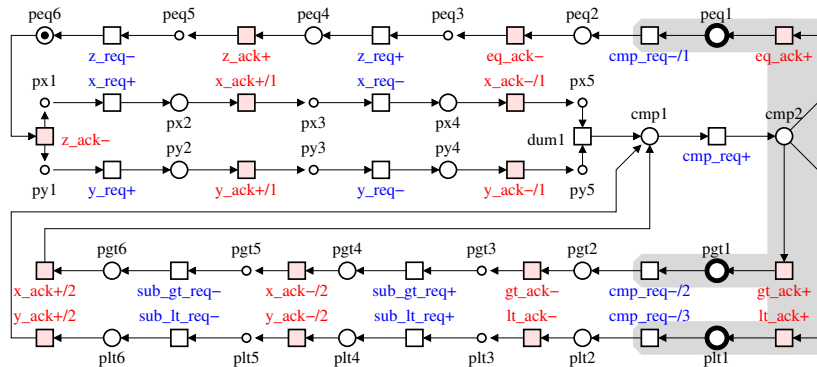 peq6 peq5 peq4 peq3 peq2 peq1
z_req- z_ack+ z_req+ eq_ack- cmp_req-/1 eq_ack+
x_req+ x_ack+/1 x_req-/1 x_ack-/1
px1 px2 px3 px4 px5
z_ack- dum1 cmp1 cmp2
cmp_req+
py1 py2 py3 py4 py5
y_req+ y_ack+/1 y_req- y_ack-/1
pgt6 pgt5 pgt4 pgt3 pgt2 pgt1
x_ack+/2 sub_gt_req- x_ack-/2 sub_gt_req+ gt_ack- cmp_req-/2 gt_ack+
y_ack+/2 sub_lt_req- y_ack-/2 sub_lt_req+ lt_ack- cmp_req-/3 lt_ack+
plt6 plt5 plt4 plt3 plt2 plt1